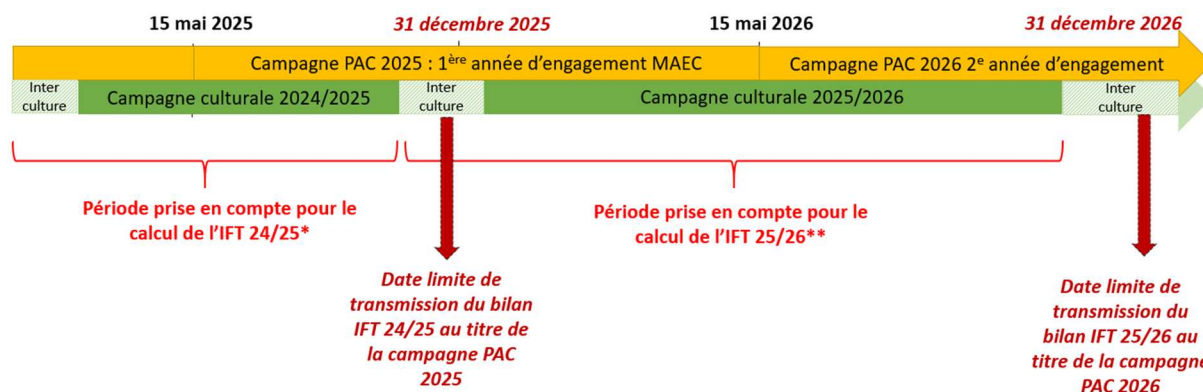 15 mai 2025
31 décembre 2025
15 mai 2026
31 décembre 2026
Campagne PAC 2025 : 1ère année d'engagement MAEC
Campagne PAC 2026 2e année d'engagement
Inter
culture
Campagne culturale 2024/2025
Inter
culture
Campagne culturale 2025/2026
Inter
culture
Période prise en compte pour le
calcul de l'IFT 24/25*
Période prise en compte pour le
calcul de l'IFT 25/26**
Date limite de
transmission du bilan
IFT 24/25 au titre de
la campagne PAC
2025
Date limite de
transmission du
bilan IFT 25/26 au
titre de la campagne
PAC 2026